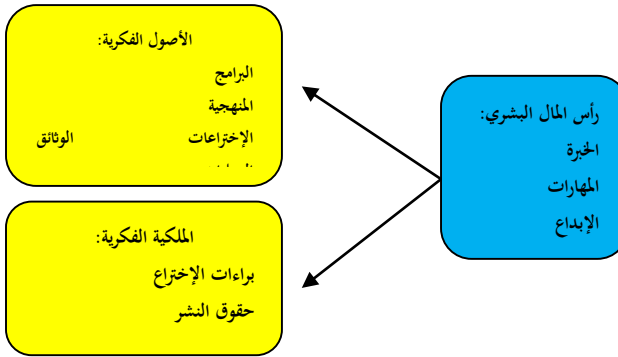 رأس المال البشري:
الخبرة
المهارات
الإبداع
الأصول الفكرية:
البرامج
المنهجية
الإختراعات الوثائق
الملكية الفكرية:
براءات الإختراع
حقوق النشر